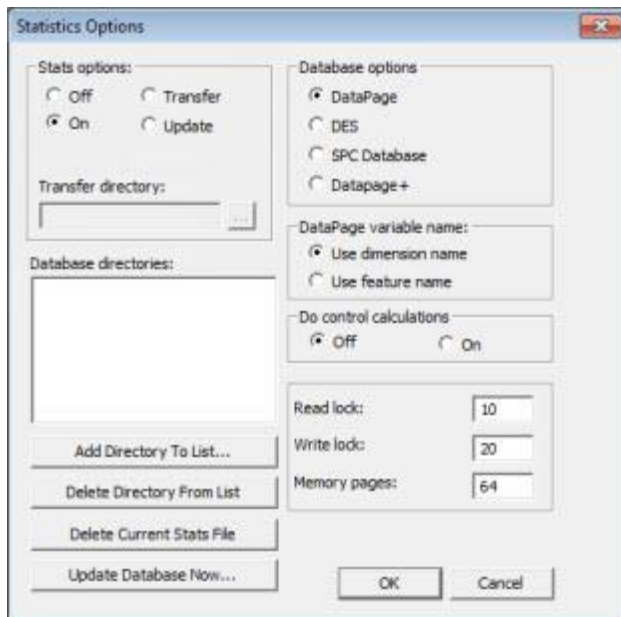 Statistics Options
Stats options:
Off
Transfer
On
Update
Transfer directory:
...
Database directories:
Add Directory To List...
Delete Directory From List
Delete Current Stats File
Update Database Now...
Database options
DataPage
DES
SPC Database
Datapage+
DataPage variable name:
Use dimension name
Use feature name
Do control calculations
Off
On
Read lock: 10
Write lock: 20
Memory pages: 64
OK
Cancel